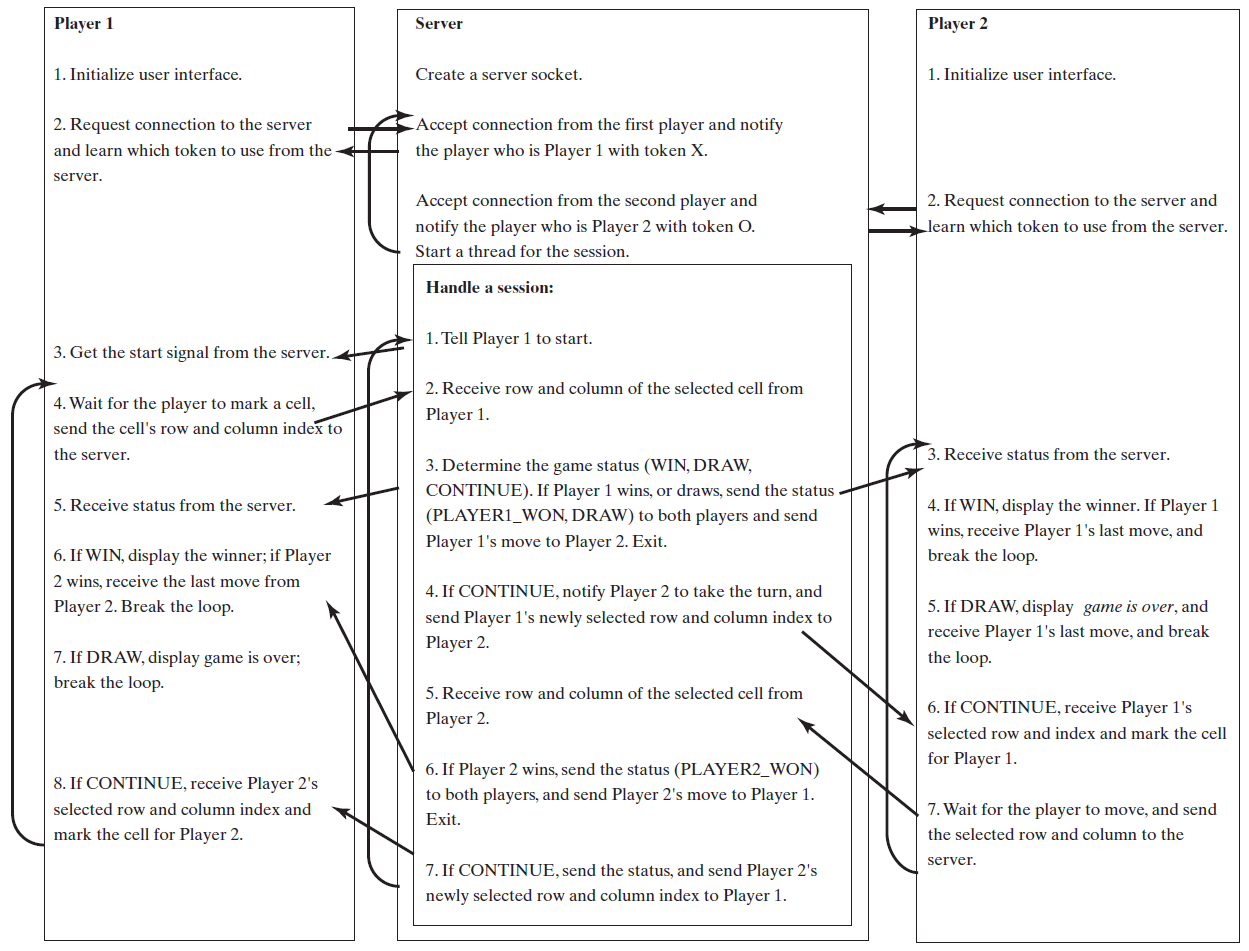 Player 1
1. Initialize user interface.
2. Request connection to the server
and learn which token to use from the
server.
3. Get the start signal from the server.
4. Wait for the player to mark a cell,
send the cell's row and column index to
the server.
5. Receive status from the server.
6. If WIN, display the winner; if Player
2 wins, receive the last move from
Player 2. Break the loop.
7. If DRAW, display game is over;
break the loop.
8. If CONTINUE, receive Player 2's
selected row and column index and
mark the cell for Player 2.
Server
Create a server socket.
Accept connection from the first player and notify
the player who is Player 1 with token X.
Accept connection from the second player and
notify the player who is Player 2 with token O.
Start a thread for the session.
Handle a session:
1. Tell Player 1 to start.
2. Receive row and column of the selected cell from
Player 1.
3. Determine the game status (WIN, DRAW,
CONTINUE). If Player 1 wins, or draws, send the status
(PLAYER1_WON, DRAW) to both players and send
Player 1's move to Player 2. Exit.
4. If CONTINUE, notify Player 2 to take the turn, and
send Player 1's newly selected row and column index to
Player 2.
5. Receive row and column of the selected cell from
Player 2.
6. If Player 2 wins, send the status (PLAYER2_WON)
to both players, and send Player 2's move to Player 1.
Exit.
7. If CONTINUE, send the status, and send Player 2's
newly selected row and column index to Player 1.
Player 2
1. Initialize user interface.
2. Request connection to the server and
learn which token to use from the server.
3. Receive status from the server.
4. If WIN, display the winner. If Player 1
wins, receive Player 1's last move, and
break the loop.
5. If DRAW, display game is over, and
receive Player 1's last move, and break
the loop.
6. If CONTINUE, receive Player 1's
selected row and index and mark the cell
for Player 1.
7. Wait for the player to move, and send
the selected row and column to the
server.